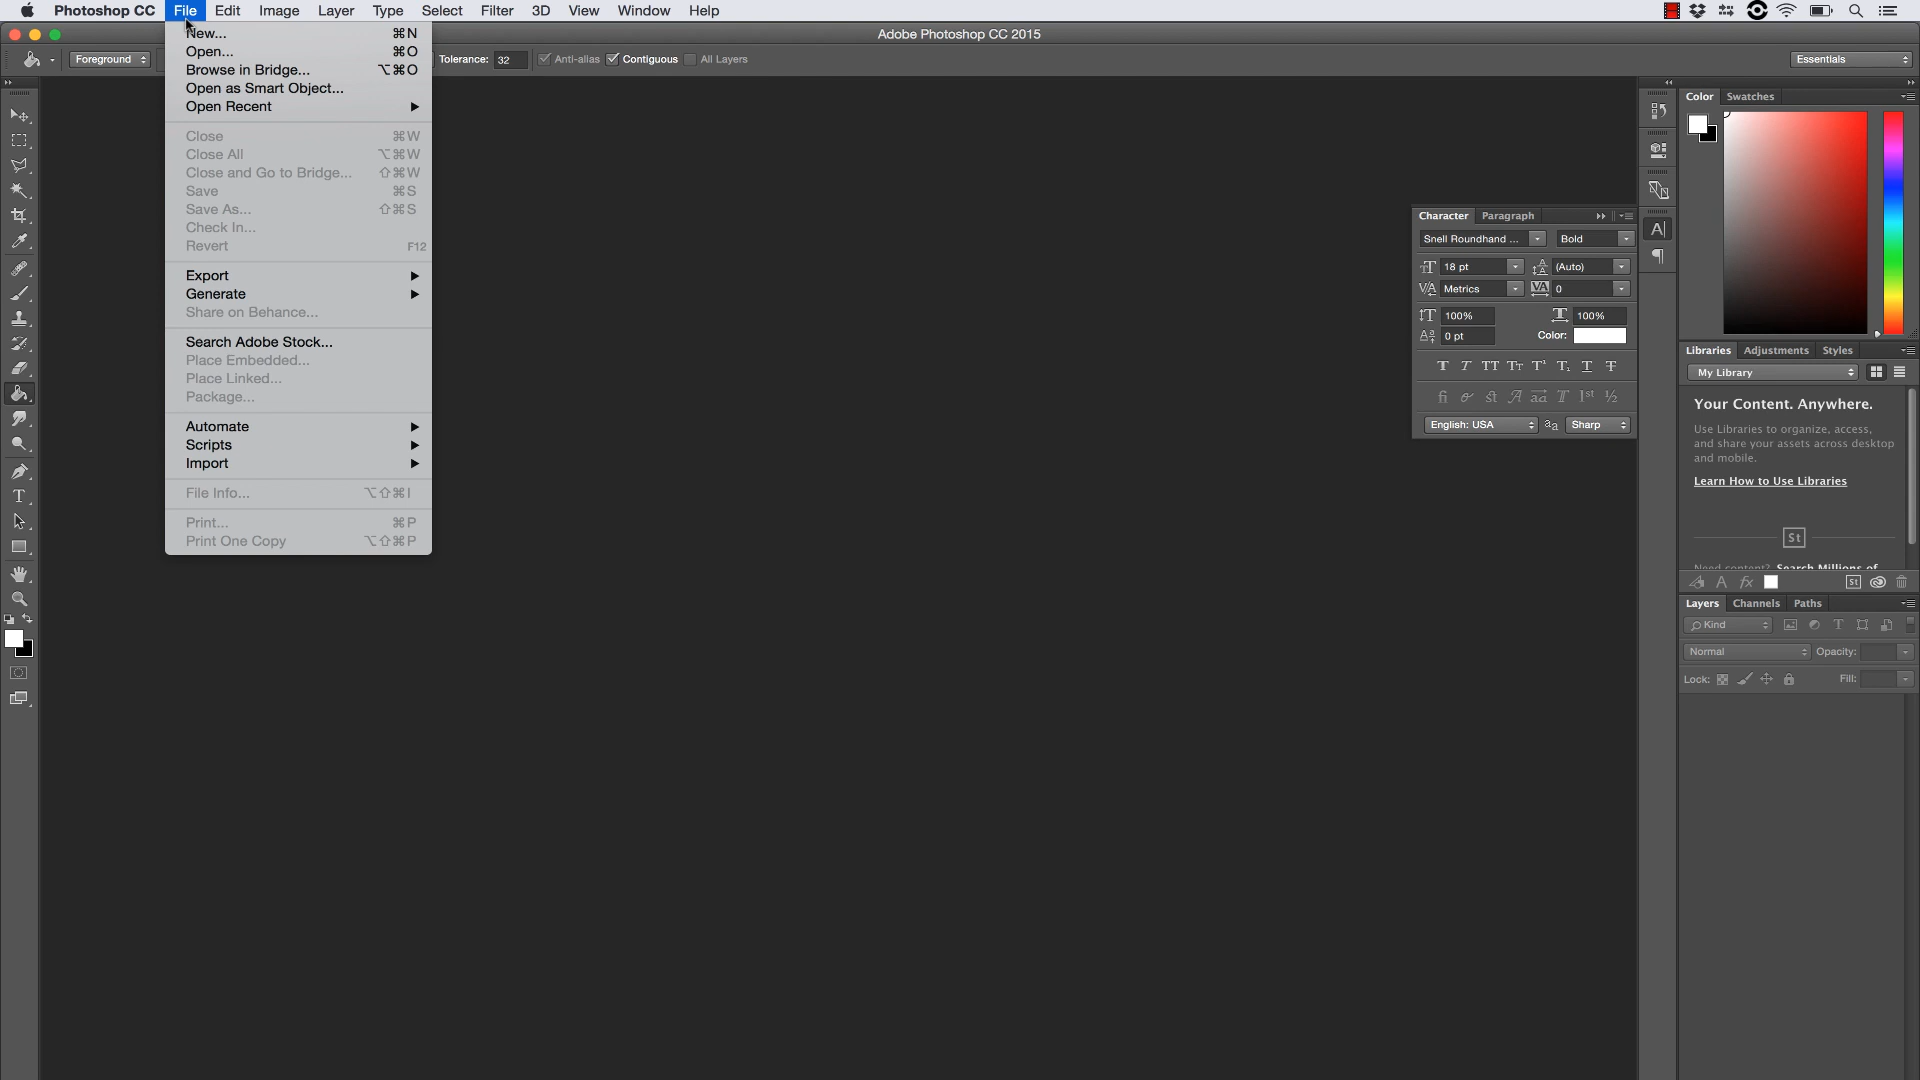 Photoshop CC File Edit Image Layer Type Select Filter 3D View Window Help
Adobe Photoshop CC 2015
Foreground Tolerance: 32 Anti-alias Contiguous All Layers Essentials
New... ⌘N
Open... ⌘O
Browse in Bridge... ⌥⌘O
Open as Smart Object...
Open Recent
Close ⌘W
Close All ⌥⌘W
Close and Go to Bridge... ⇧⌘W
Save ⌘S
Save As... ⇧⌘S
Check In...
Revert F12
Export
Generate
Share on Behance...
Search Adobe Stock...
Place Embedded...
Place Linked...
Package...
Automate
Scripts
Import
File Info... ⌥⇧⌘I
Print... ⌘P
Print One Copy ⌥⇧⌘P
Character Paragraph
Snell Roundhand ... Bold
18 pt (Auto)
Metrics 0
100% 100%
0 pt Color:
English: USA Sharp
Color Swatches
Libraries Adjustments Styles
My Library
Your Content. Anywhere.
Use Libraries to organize, access,
and share your assets across desktop
and mobile.
Learn How to Use Libraries
St
Need content? Search Millions of
Layers Channels Paths
Kind
Normal Opacity:
Lock: Fill: